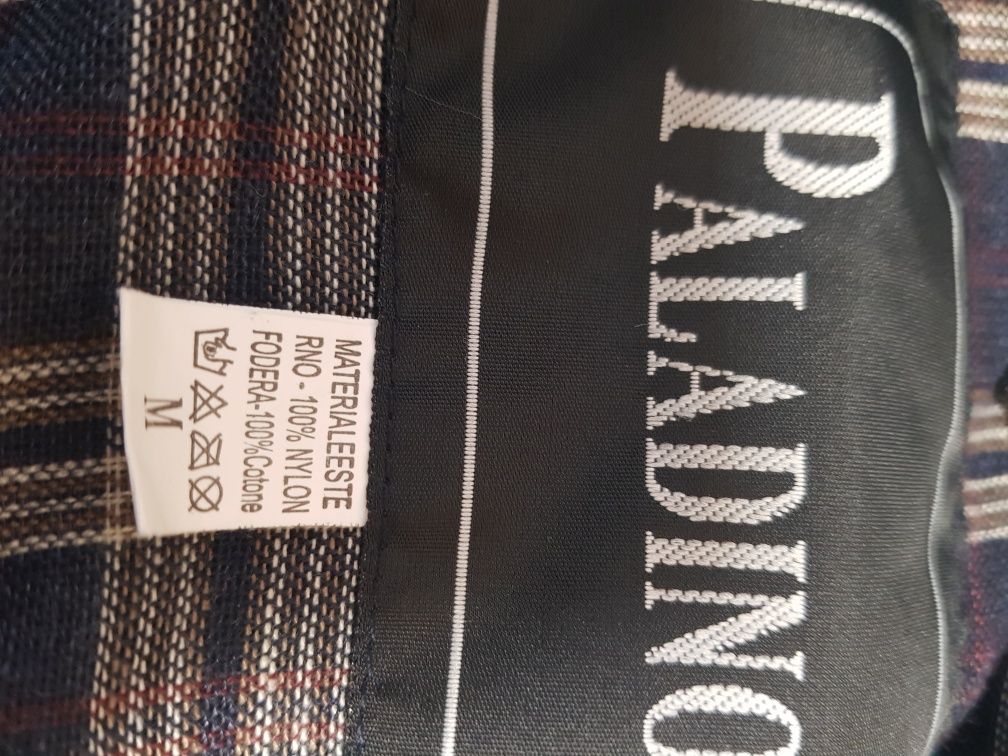 PALADINO
MATERIALEESTE
RNO - 100% NYLON
FODERA-100%Cotone
M